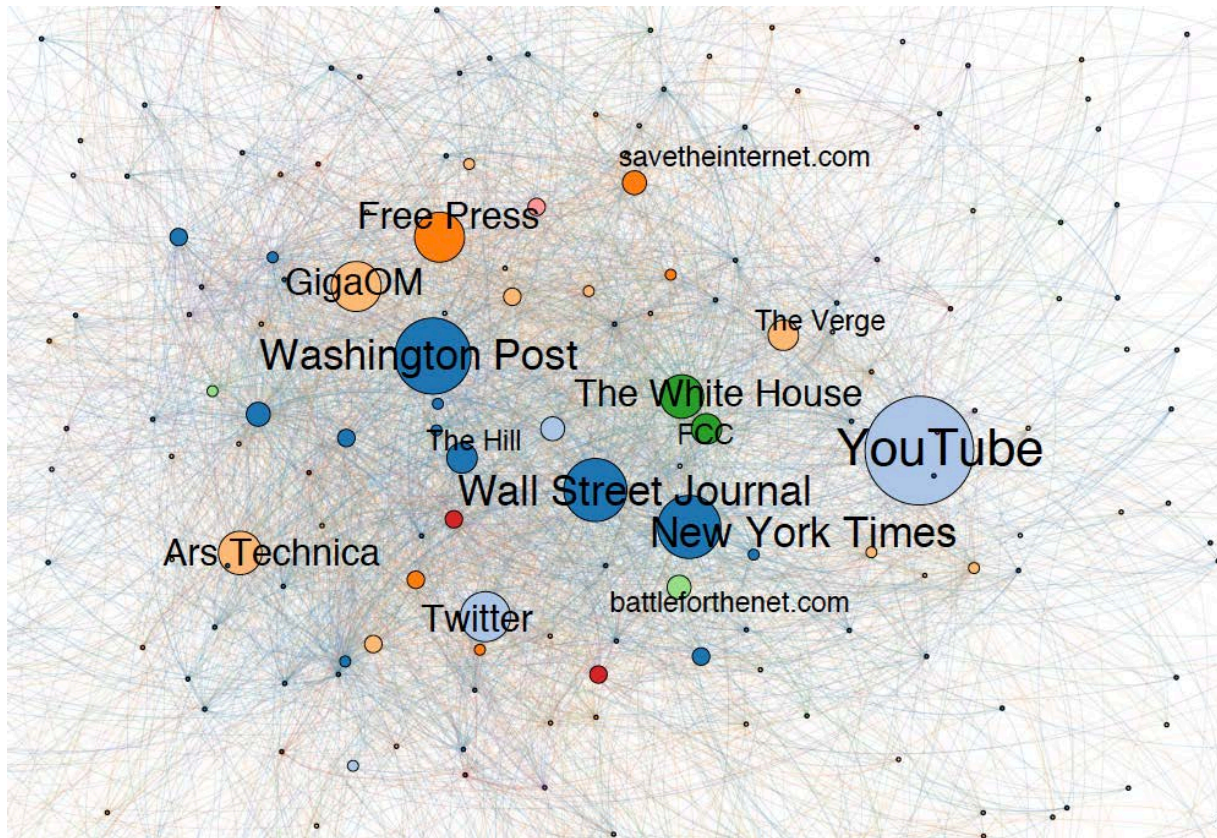 savetheinternet.com
Free Press
GigaOM
The Verge
Washington Post
The White House
FCC
The Hill
YouTube
Wall Street Journal
New York Times
Ars Technica
battleforthenet.com
Twitter